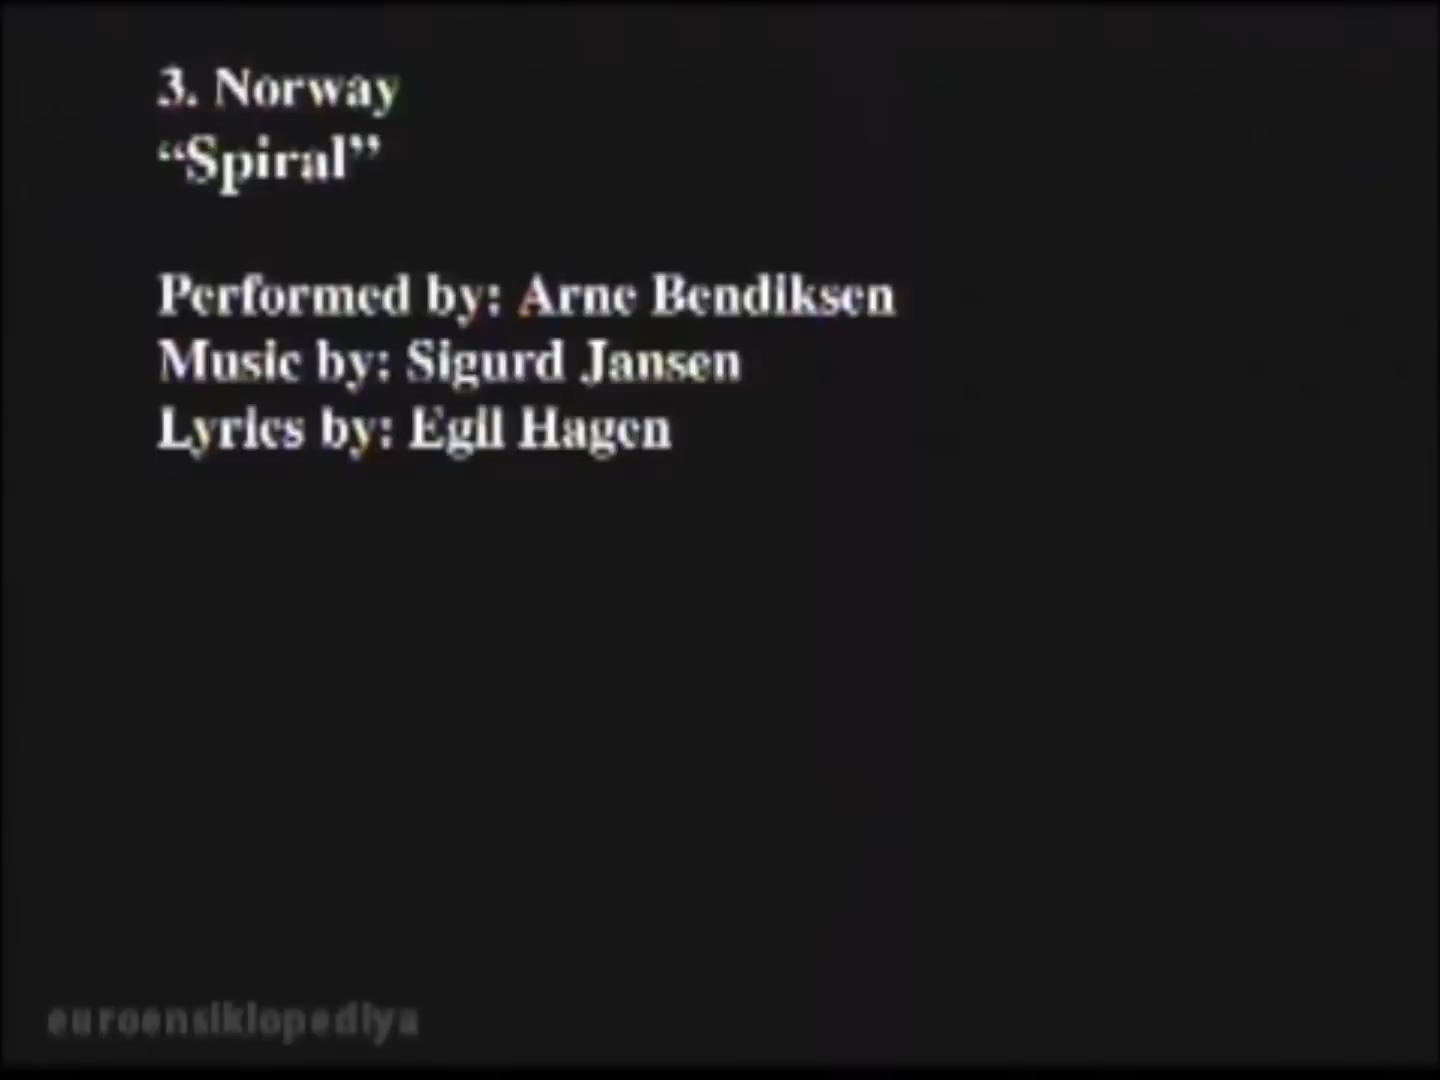 3. Norway
“Spiral”
Performed by: Arne Bendiksen
Music by: Sigurd Jansen
Lyrics by: Egil Hagen
euroensiklopediya